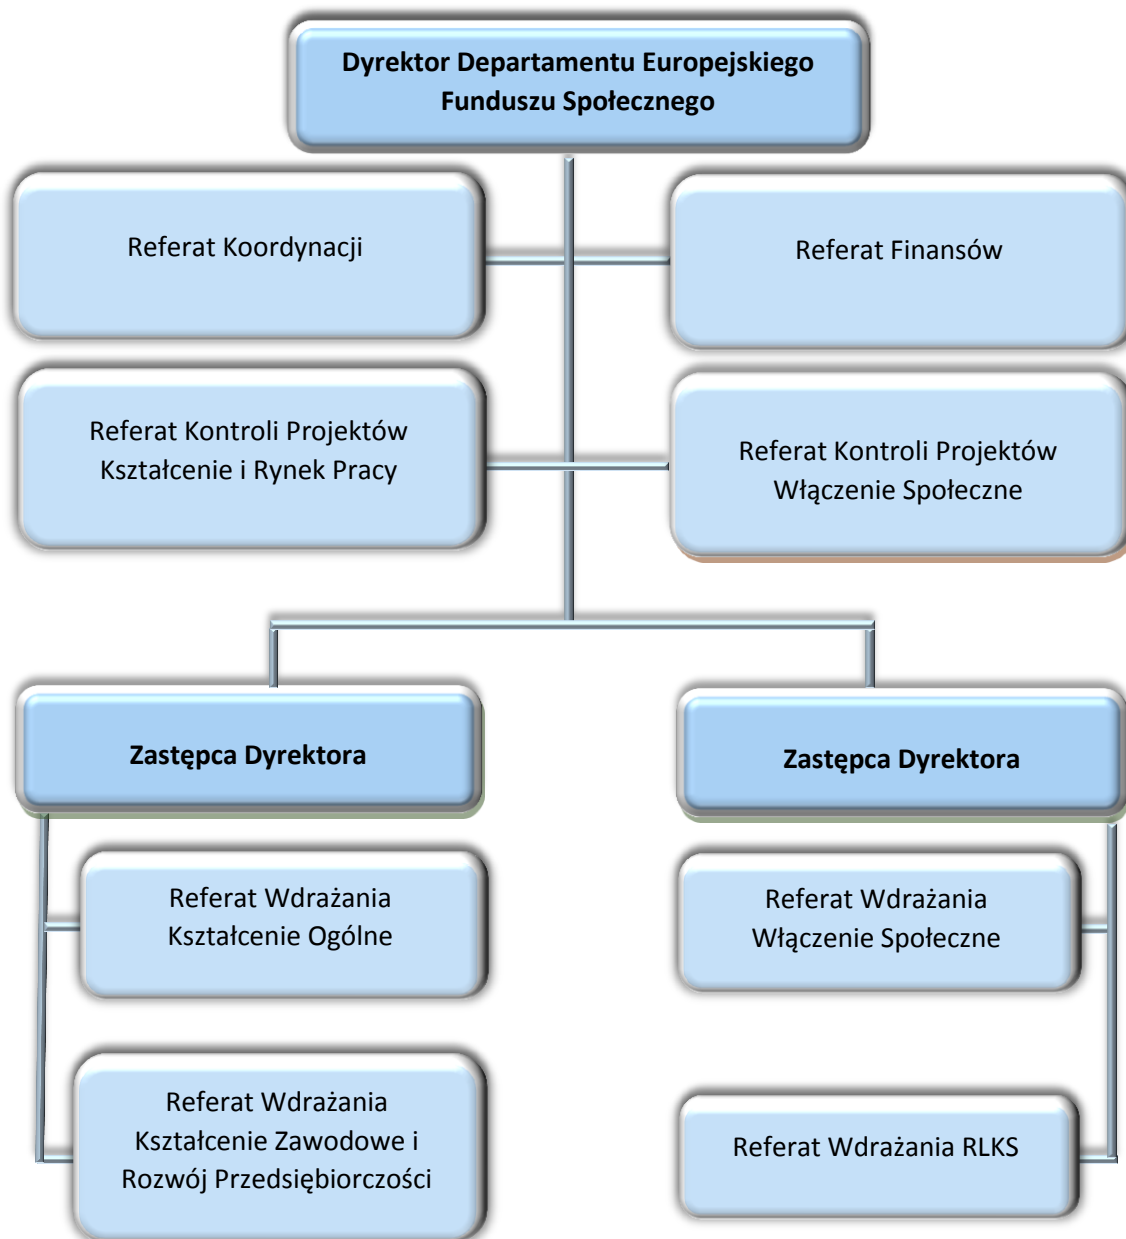 Dyrektor Departamentu Europejskiego
Funduszu Społecznego
Referat Koordynacji
Referat Finansów
Referat Kontroli Projektów
Kształcenie i Rynek Pracy
Referat Kontroli Projektów
Włączenie Społeczne
Zastępca Dyrektora
Zastępca Dyrektora
Referat Wdrażania
Kształcenie Ogólne
Referat Wdrażania
Włączenie Społeczne
Referat Wdrażania
Kształcenie Zawodowe i
Rozwój Przedsiębiorczości
Referat Wdrażania RLKS